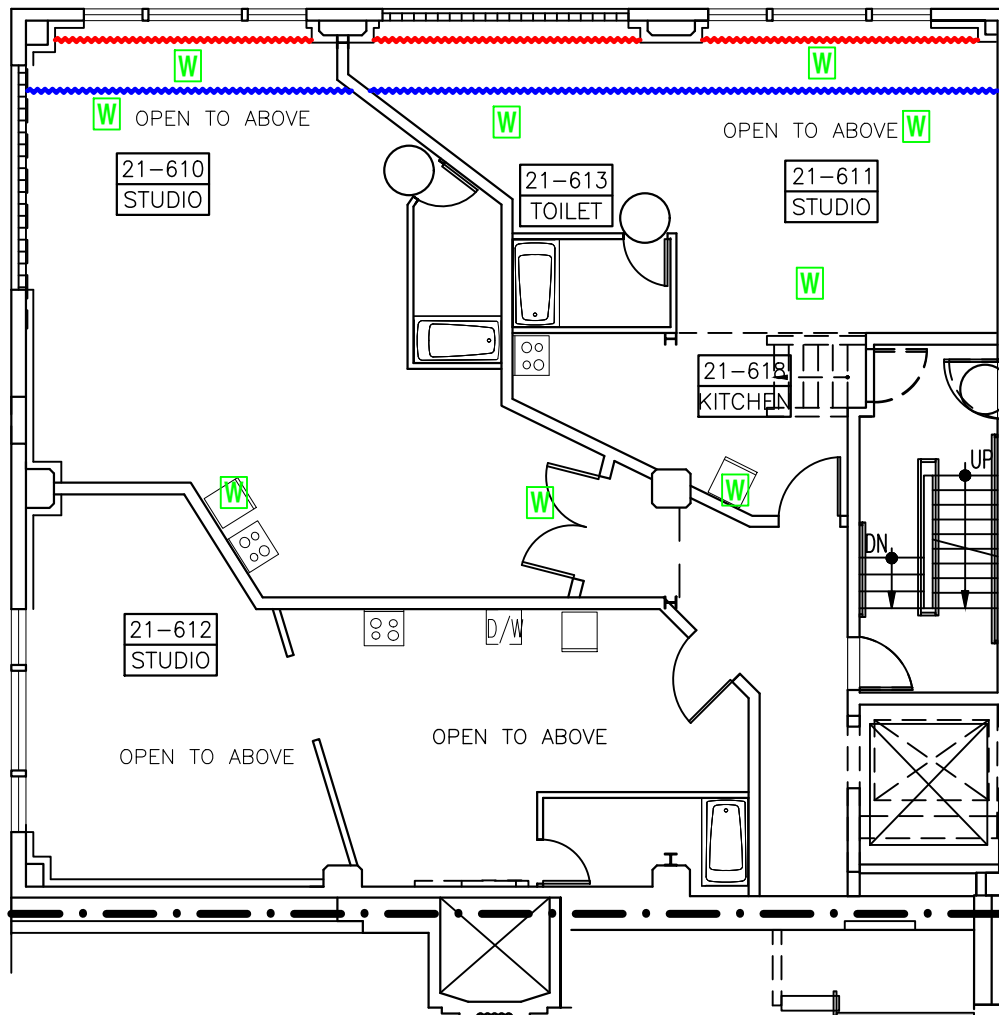 W
W
W
OPEN TO ABOVE
W
OPEN TO ABOVE
W
21-610
STUDIO
21-613
TOILET
21-611
STUDIO
W
21-618
KITCHEN
UP
W
W
W
DN
21-612
STUDIO
D/W
OPEN TO ABOVE
OPEN TO ABOVE